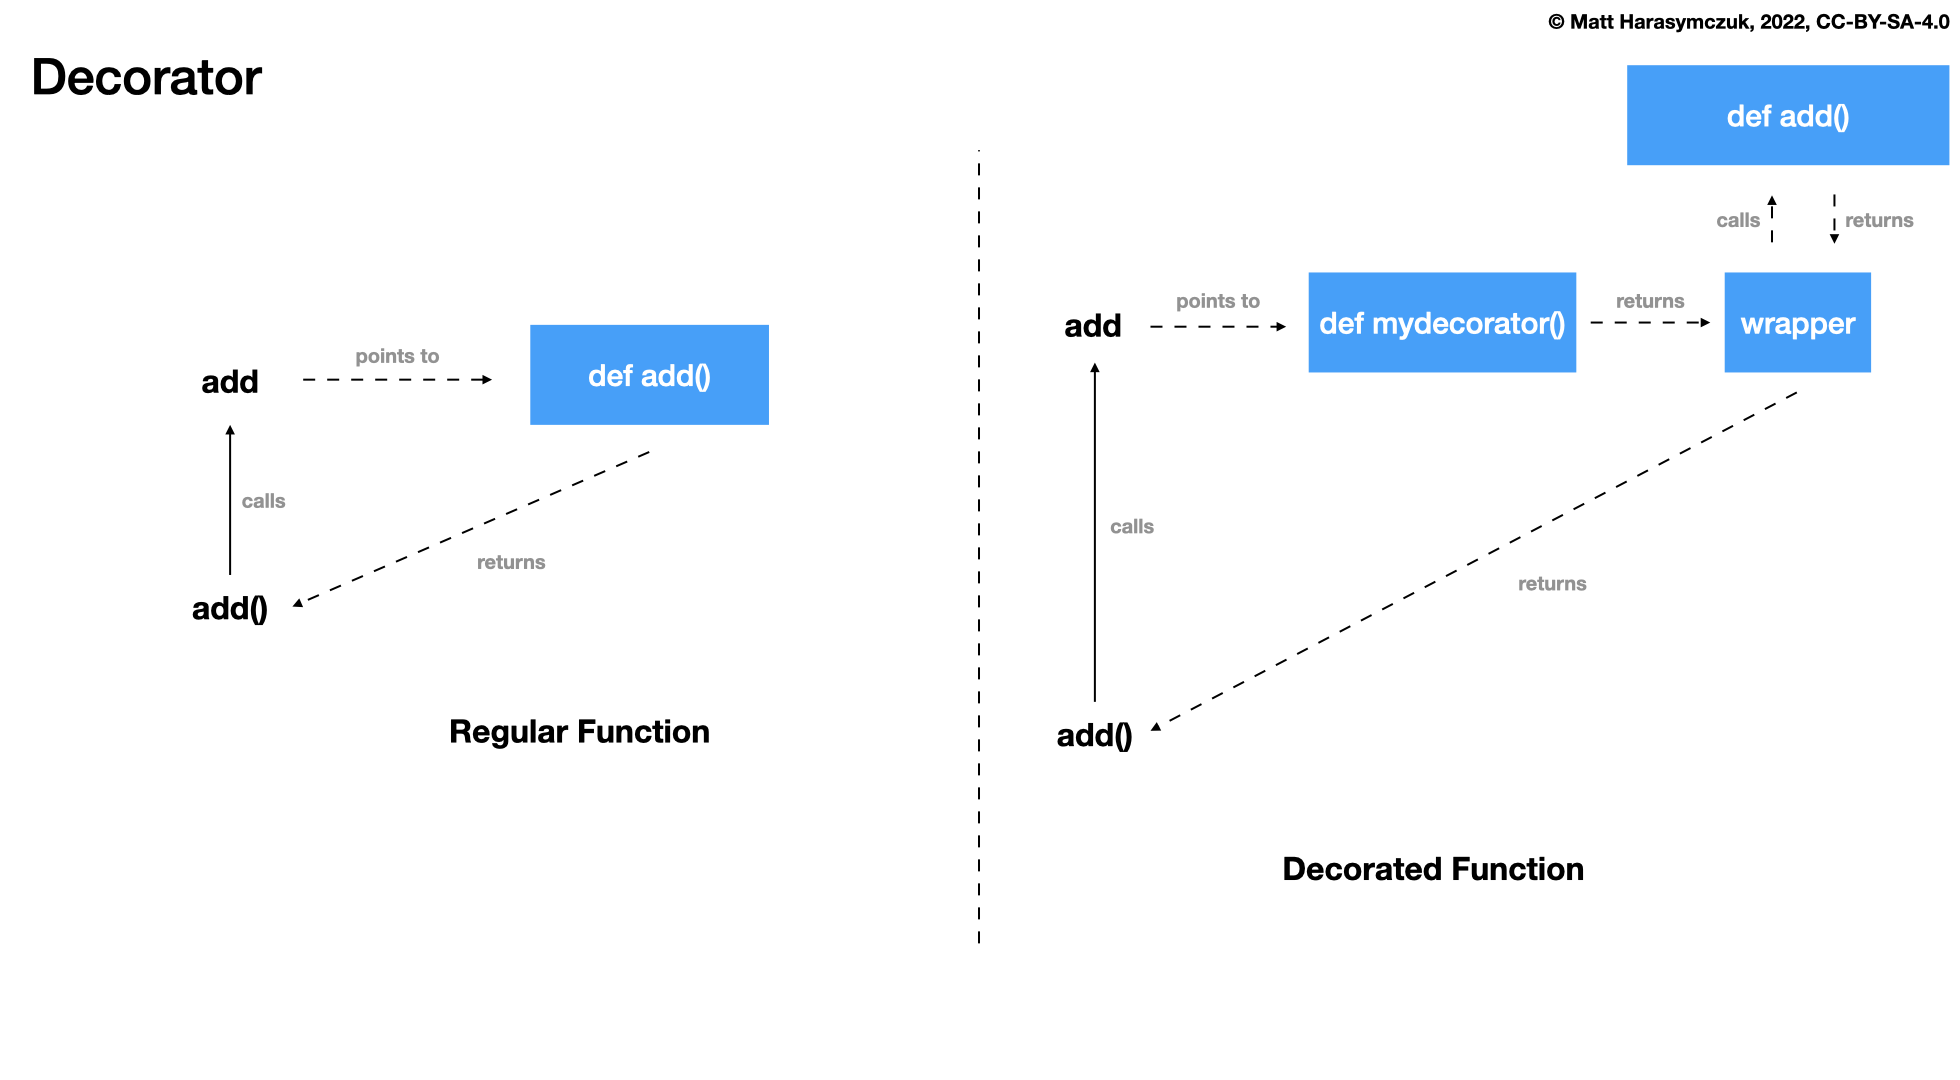 © Matt Harasymczuk, 2022, CC-BY-SA-4.0
Decorator
add
points to
def add()
calls
returns
add()
Regular Function
def add()
calls
returns
add
points to
def mydecorator()
returns
wrapper
calls
returns
add()
Decorated Function